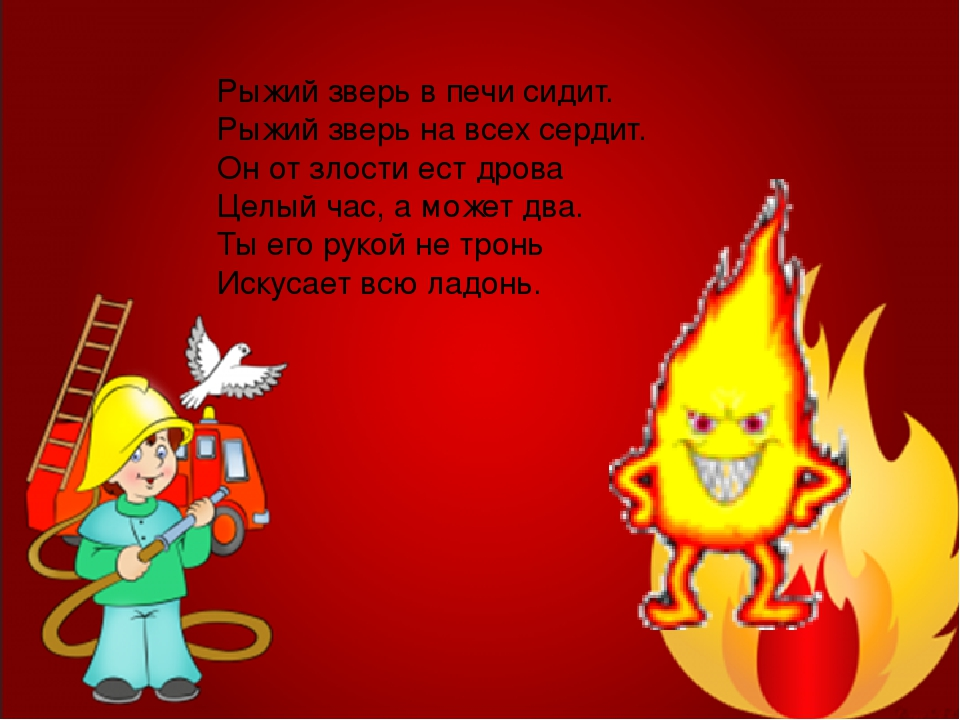 Рыжий зверь в печи сидит.
Рыжий зверь на всех сердит.
Он от злости ест дрова
Целый час, а может два.
Ты его рукой не тронь
Искусает всю ладонь.